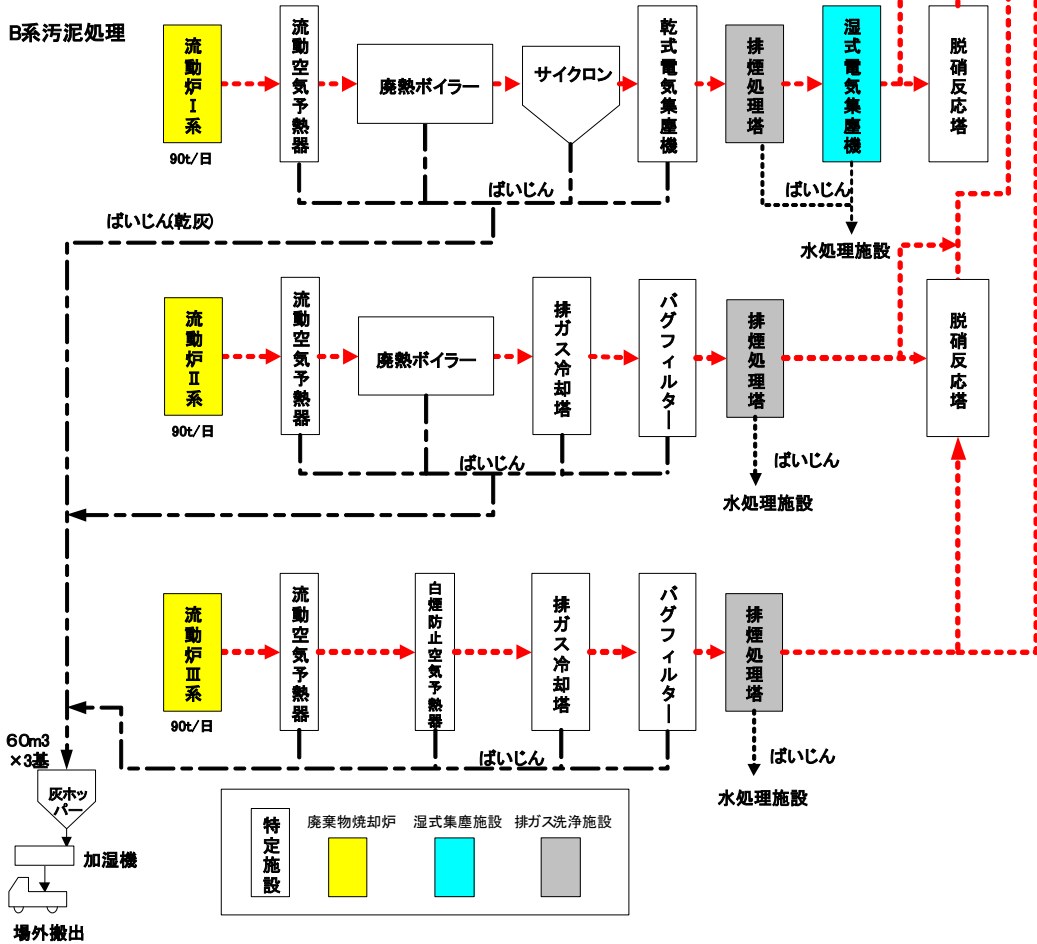 B系汚泥処理
流動炉Ⅰ系
90t/日
流動空気予熱器
廃熱ボイラー
サイクロン
乾式電気集塵機
排煙処理塔
湿式電気集塵機
脱硝反応塔
ばいじん
ばいじん
ばいじん(乾灰)
水処理施設
流動炉Ⅱ系
90t/日
流動空気予熱器
廃熱ボイラー
排ガス冷却塔
バグフィルター
排煙処理塔
脱硝反応塔
ばいじん
ばいじん
水処理施設
流動炉Ⅲ系
90t/日
流動空気予熱器
白煙防止空気予熱器
排ガス冷却塔
バグフィルター
排煙処理塔
ばいじん
ばいじん
水処理施設
60m3
×3基
灰ホッ
パー
加湿機
場外搬出
特定施設
廃棄物焼却炉
湿式集塵施設
排ガス洗浄施設